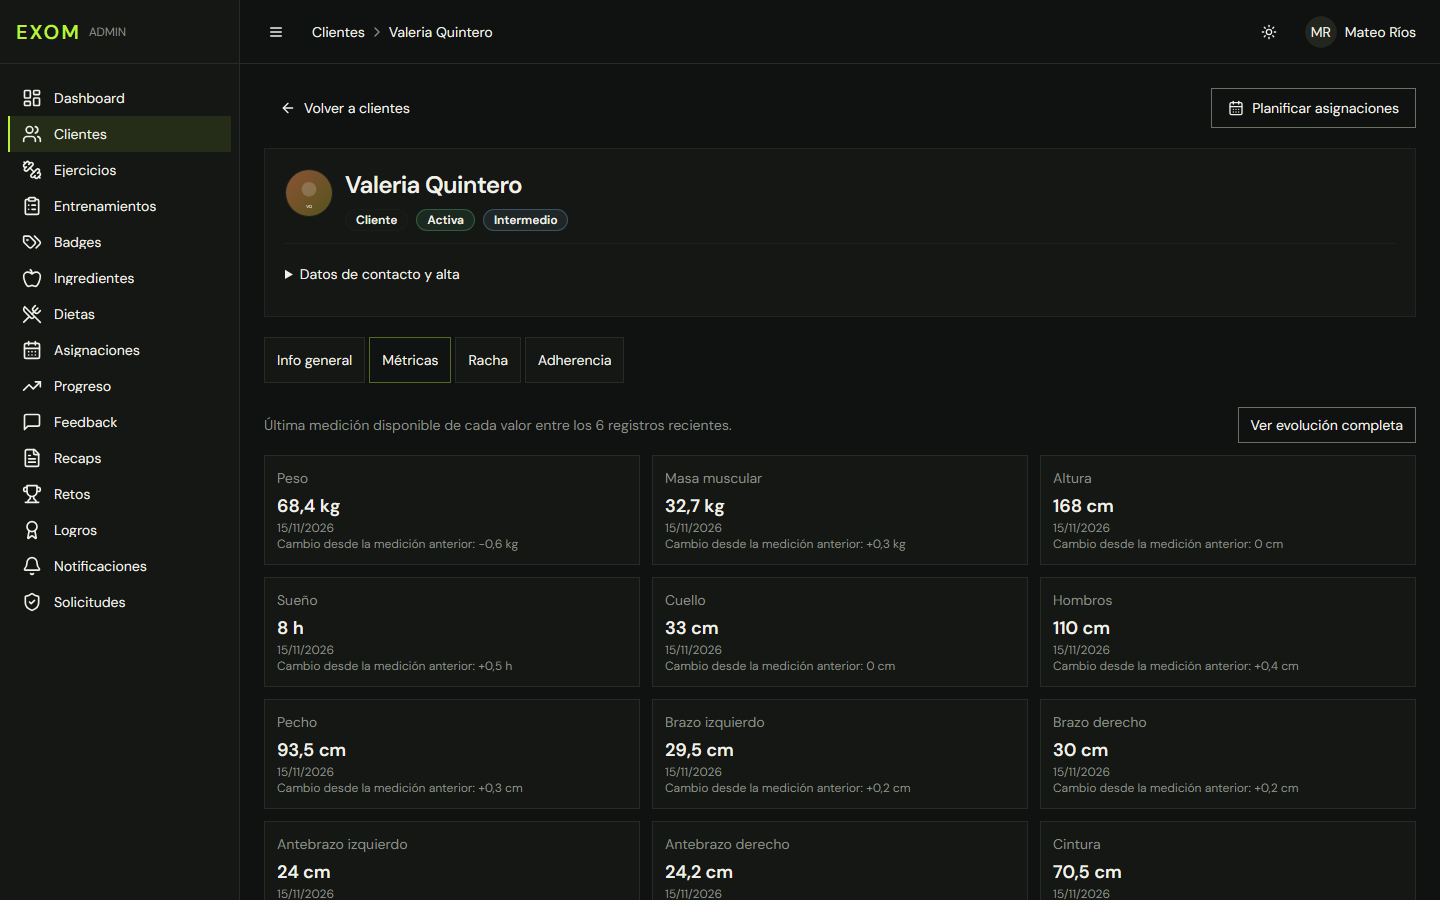 EXOM ADMIN
Clientes > Valeria Quintero
MR Mateo Ríos
Dashboard
Clientes
Ejercicios
Entrenamientos
Badges
Ingredientes
Dietas
Asignaciones
Progreso
Feedback
Recaps
Retos
Logros
Notificaciones
Solicitudes
Volver a clientes
Planificar asignaciones
Valeria Quintero
Cliente Activa Intermedio
Datos de contacto y alta
Info general Métricas Racha Adherencia
Última medición disponible de cada valor entre los 6 registros recientes.
Ver evolución completa
Peso
68,4 kg
15/11/2026
Cambio desde la medición anterior: -0,6 kg
Masa muscular
32,7 kg
15/11/2026
Cambio desde la medición anterior: +0,3 kg
Altura
168 cm
15/11/2026
Cambio desde la medición anterior: 0 cm
Sueño
8 h
15/11/2026
Cambio desde la medición anterior: +0,5 h
Cuello
33 cm
15/11/2026
Cambio desde la medición anterior: 0 cm
Hombros
110 cm
15/11/2026
Cambio desde la medición anterior: +0,4 cm
Pecho
93,5 cm
15/11/2026
Cambio desde la medición anterior: +0,3 cm
Brazo izquierdo
29,5 cm
15/11/2026
Cambio desde la medición anterior: +0,2 cm
Brazo derecho
30 cm
15/11/2026
Cambio desde la medición anterior: +0,2 cm
Antebrazo izquierdo
24 cm
15/11/2026
Antebrazo derecho
24,2 cm
15/11/2026
Cintura
70,5 cm
15/11/2026